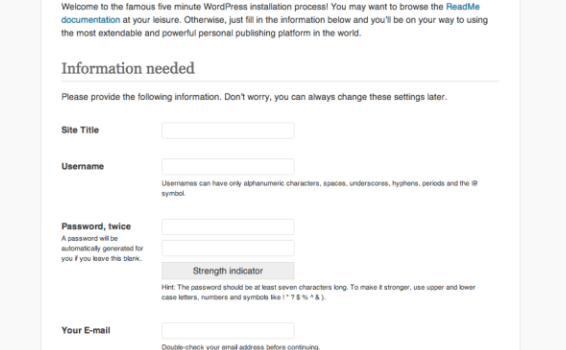 Welcome to the famous five minute WordPress installation process! You may want to browse the ReadMe
documentation at your leisure. Otherwise, just fill in the information below and you'll be on your way to using
the most extendable and powerful personal publishing platform in the world.
Information needed
Please provide the following information. Don't worry, you can always change these settings later.
Site Title
Username
Usernames can have only alphanumeric characters, spaces, underscores, hyphens, periods and the @
symbol.
Password, twice
A password will be
automatically generated for
you if you leave this blank.
Strength indicator
Hint: The password should be at least seven characters long. To make it stronger, use upper and lower
case letters, numbers and symbols like ! " ? $ % ^ & ).
Your E-mail
Double-check your email address before continuing.